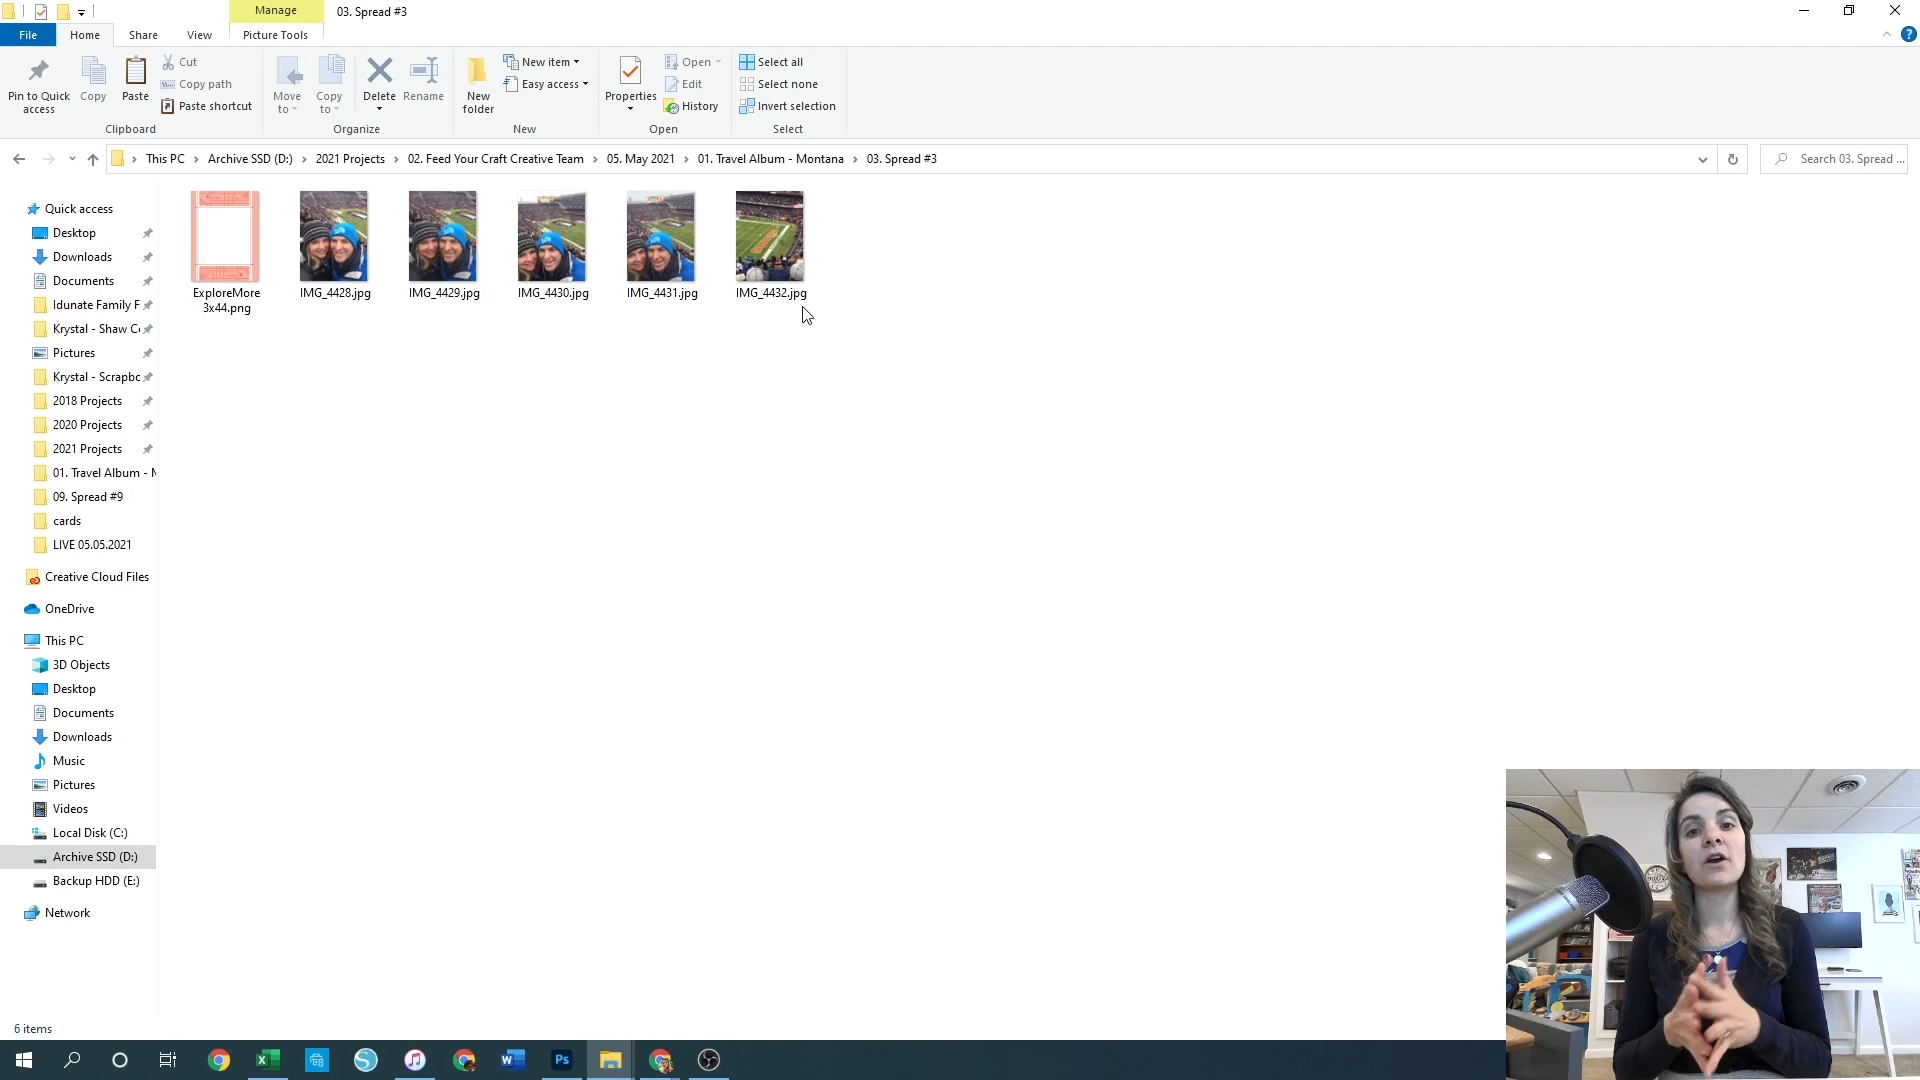 Manage
03. Spread #3
File
Home
Share
View
Picture Tools
Pin to Quick access
Copy
Paste
Cut
Copy path
Paste shortcut
Clipboard
Move to
Copy to
Delete
Rename
Organize
New folder
New item
Easy access
New
Properties
Open
Edit
History
Open
Select all
Select none
Invert selection
Select
This PC > Archive SSD (D:) > 2021 Projects > 02. Feed Your Craft Creative Team > 05. May 2021 > 01. Travel Album - Montana > 03. Spread #3
Search 03. Spread ...
ExploreMore
3x44.png
IMG_4428.jpg
IMG_4429.jpg
IMG_4430.jpg
IMG_4431.jpg
IMG_4432.jpg
Quick access
Desktop
Downloads
Documents
Idunate Family F
Krystal - Shaw C
Pictures
Krystal - Scrapbo
2018 Projects
2020 Projects
2021 Projects
01. Travel Album - M
09. Spread #9
cards
LIVE 05.05.2021
Creative Cloud Files
OneDrive
This PC
3D Objects
Desktop
Documents
Downloads
Music
Pictures
Videos
Local Disk (C:)
Archive SSD (D:)
Backup HDD (E:)
Network
6 items
Ps